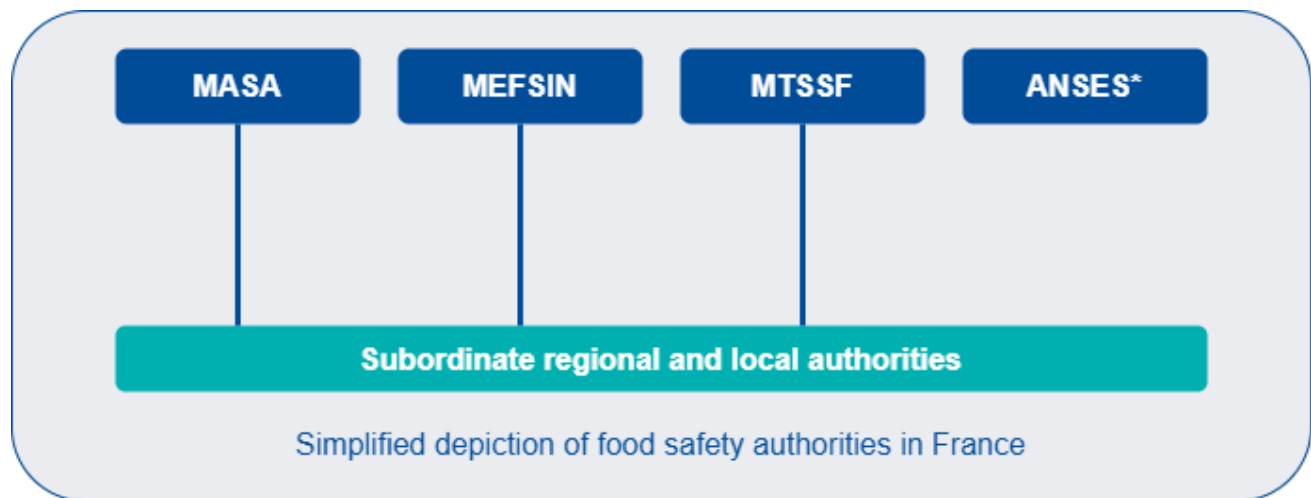 MASA
MEFSIN
MTSSF
ANSES*
Subordinate regional and local authorities
Simplified depiction of food safety authorities in France